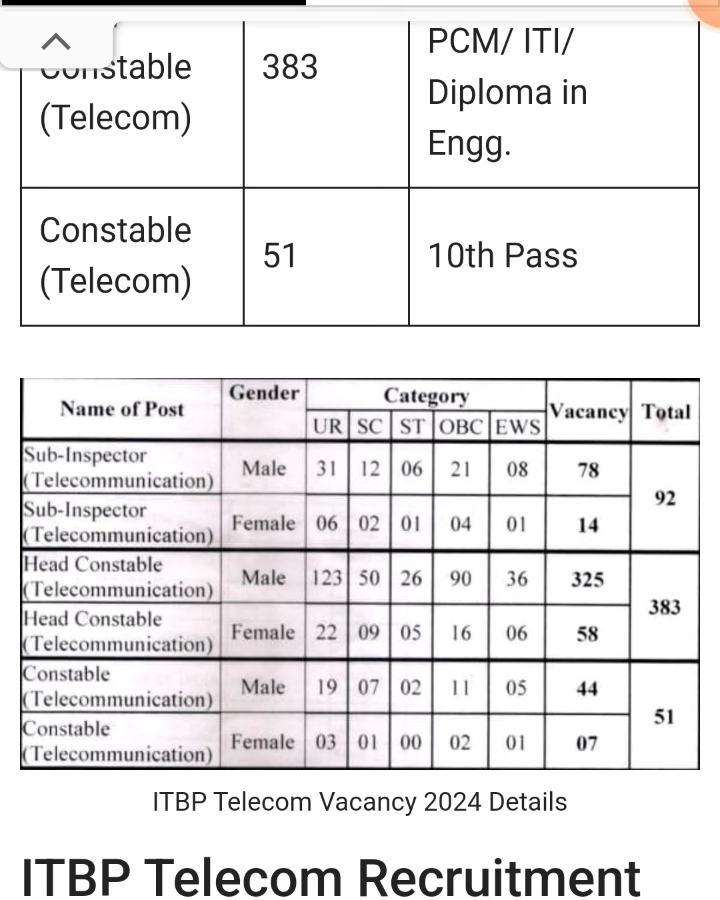 PCM/ ITI/
Constable 383
Diploma in
(Telecom)
Engg.
Constable
51 10th Pass
(Telecom)
Name of Post Gender Category Vacancy Total
UR SC ST OBC EWS
Sub-Inspector
(Telecommunication) Male 31 12 06 21 08 78
92
Sub-Inspector
(Telecommunication) Female 06 02 01 04 01 14
Head Constable
(Telecommunication) Male 123 50 26 90 36 325
383
Head Constable
(Telecommunication) Female 22 09 05 16 06 58
Constable
(Telecommunication) Male 19 07 02 11 05 44
51
Constable
(Telecommunication) Female 03 01 00 02 01 07
ITBP Telecom Vacancy 2024 Details
ITBP Telecom Recruitment